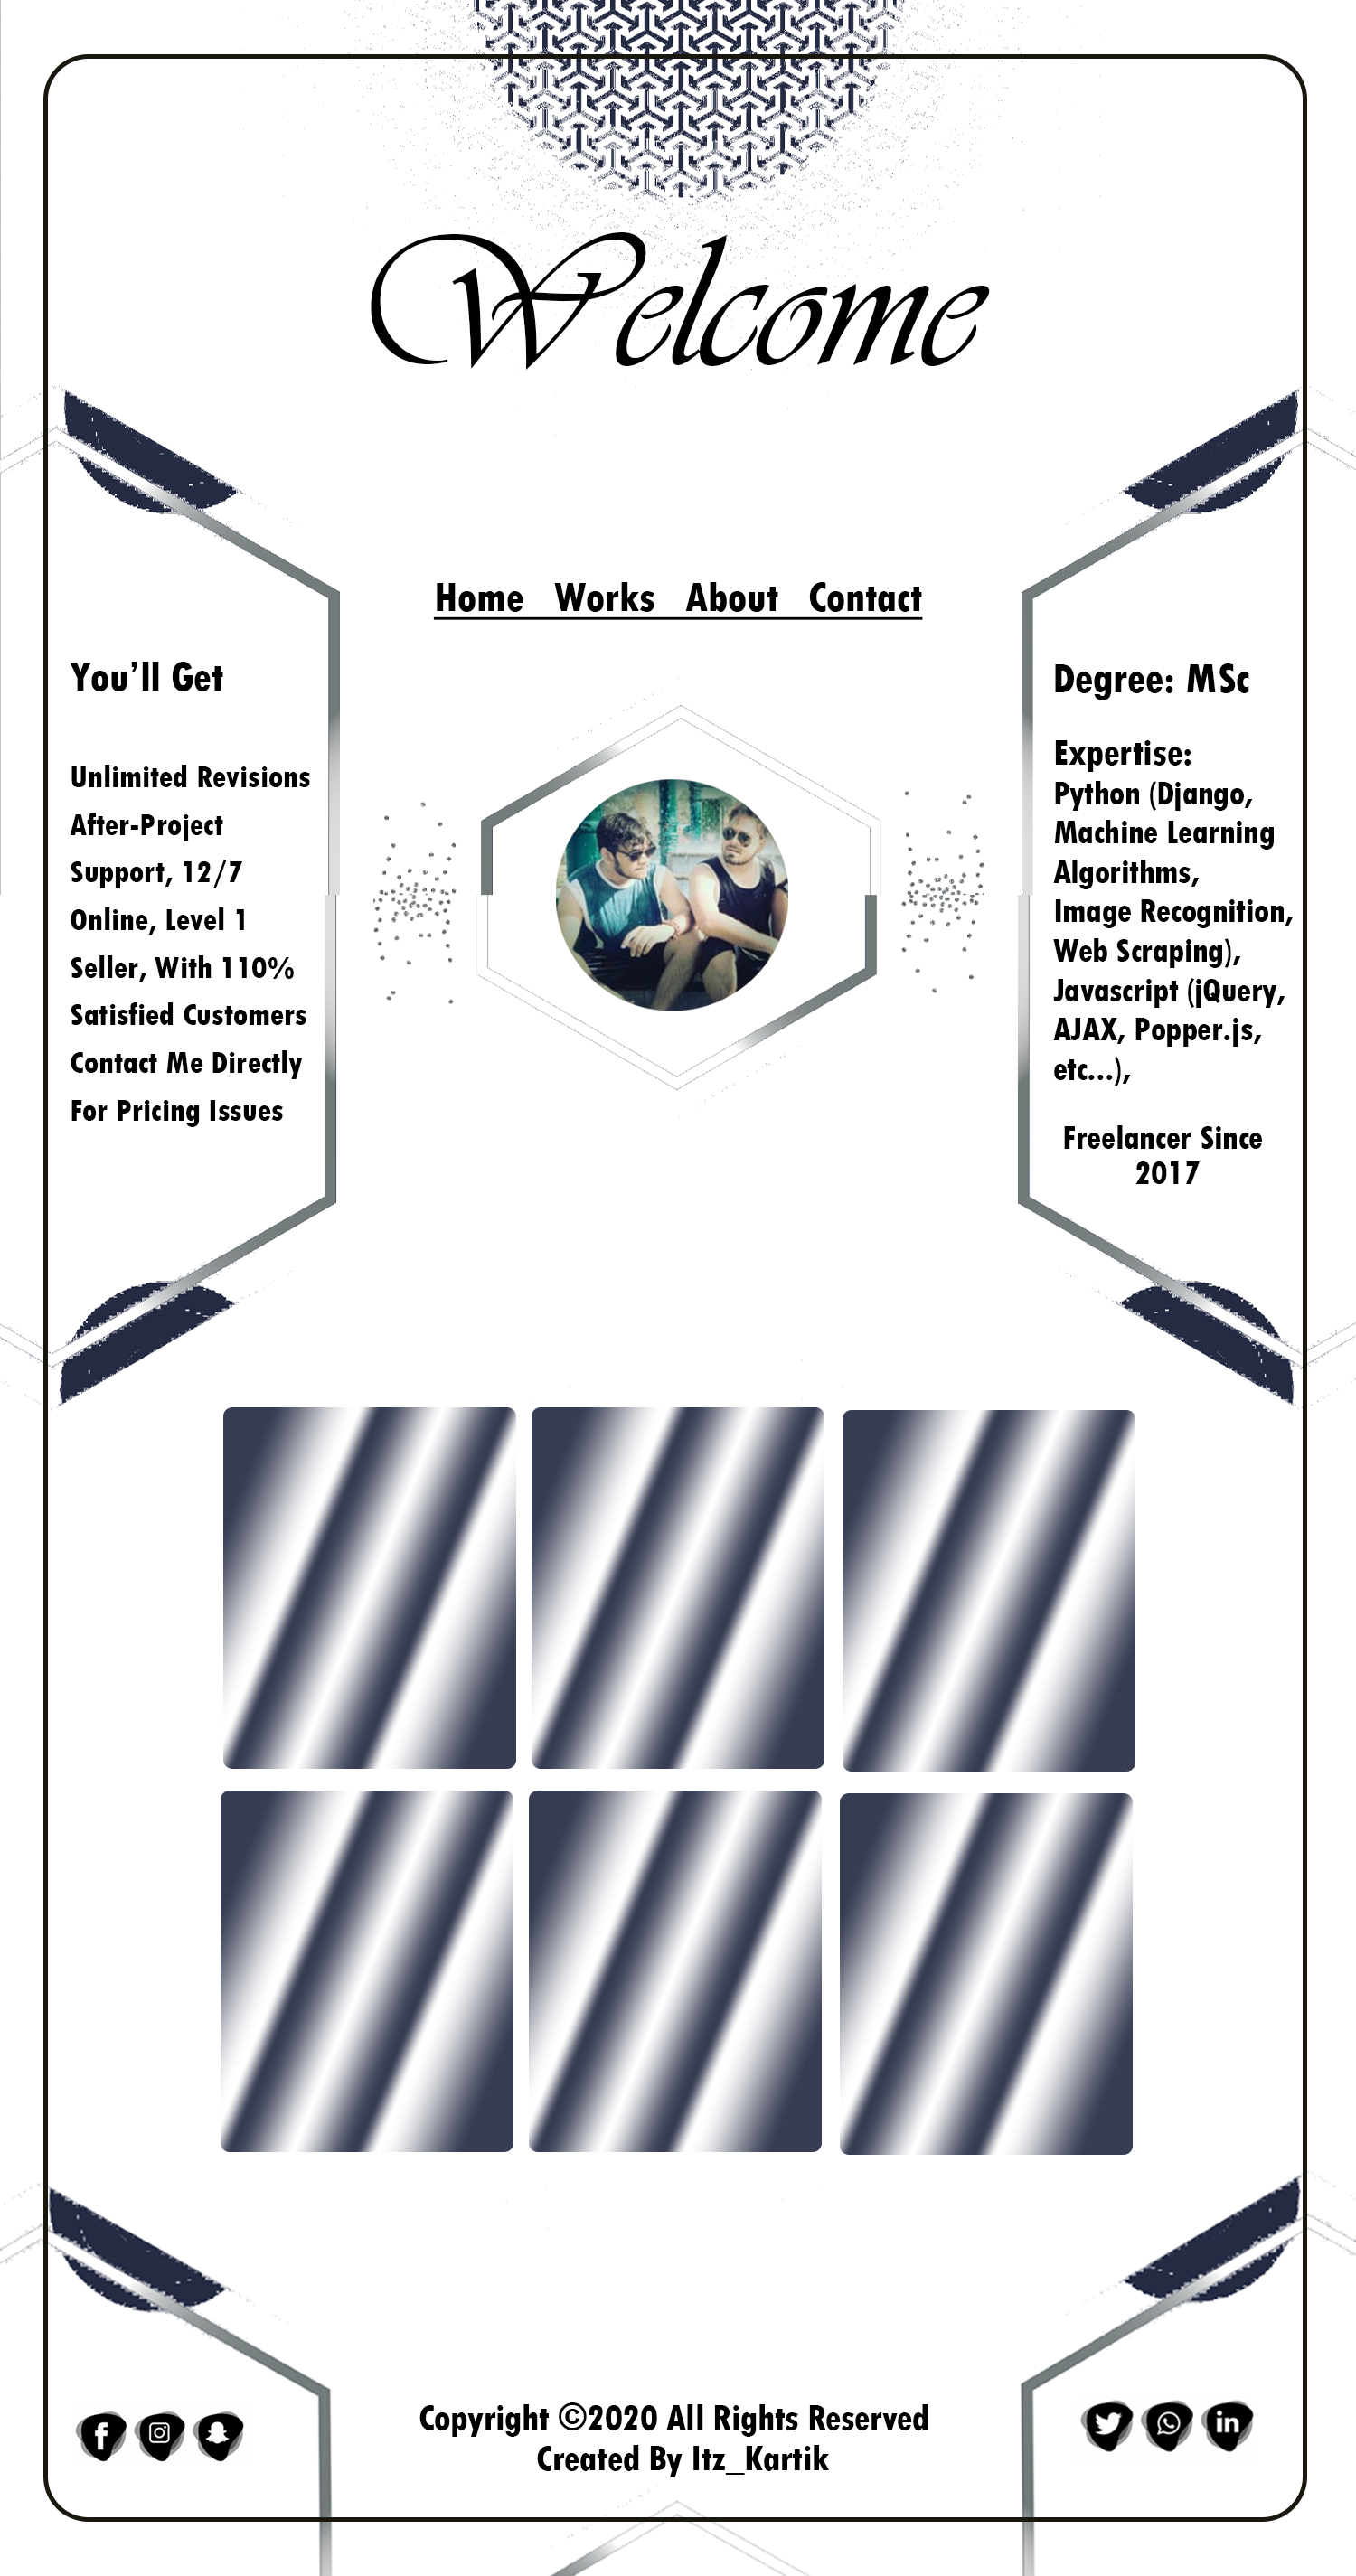 Welcome
Home Works About Contact
You'll Get
Unlimited Revisions
After-Project
Support, 12/7
Online, Level 1
Seller, With 110%
Satisfied Customers
Contact Me Directly
For Pricing Issues
Degree: MSc
Expertise:
Python (Django,
Machine Learning
Algorithms,
Image Recognition,
Web Scraping),
Javascript (jQuery,
AJAX, Popper.js,
etc...),
Freelancer Since
2017
Copyright ©2020 All Rights Reserved
Created By Itz_Kartik